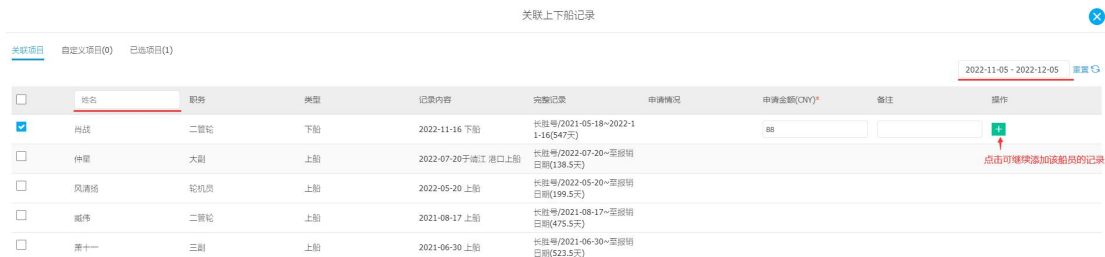 关联上下船记录
关联项目 自定义项目(0) 已选项目(1)
2022-11-05 - 2022-12-05 重置
姓名 职务 类型 记录内容 完整记录 申请情况 申请金额(CNY)* 备注 操作
肖战 二管轮 下船 2022-11-16 下船 长胜号/2021-05-18~2022-1
1-16(547天) 88
点击可继续添加该船员的记录
仲星 大副 上船 2022-07-20于靖江 港口上船 长胜号/2022-07-20~至报销
日期(138.5天)
风清扬 轮机员 上船 2022-05-20 上船 长胜号/2022-05-20~至报销
日期(199.5天)
臧伟 二管轮 上船 2021-08-17 上船 长胜号/2021-08-17~至报销
日期(475.5天)
萧十一 三副 上船 2021-06-30 上船 长胜号/2021-06-30~至报销
日期(523.5天)